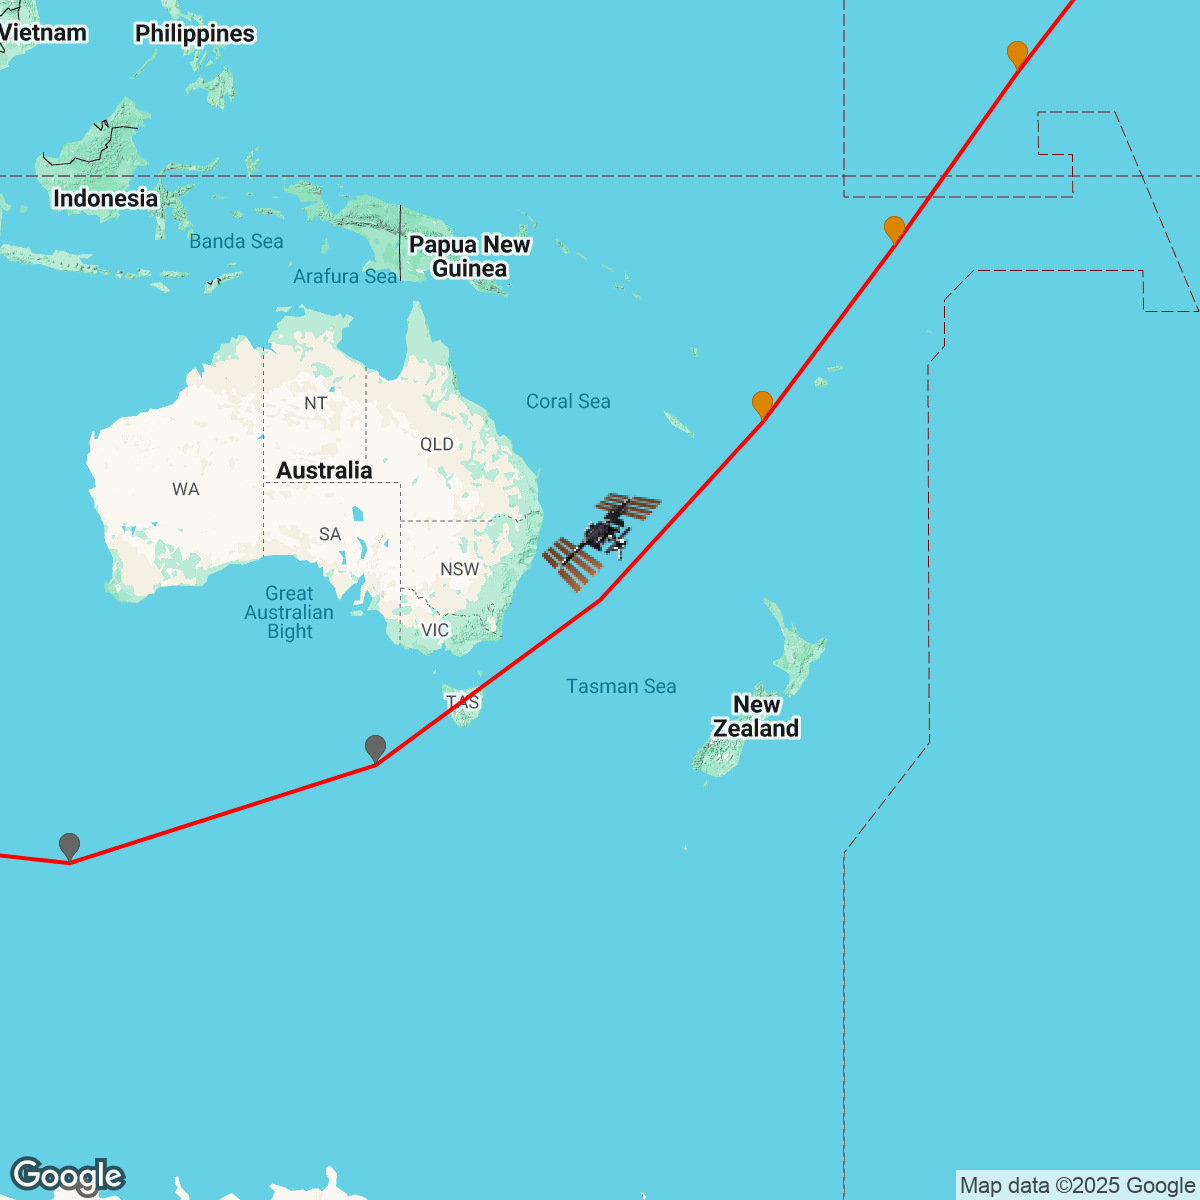 Vietnam
Philippines
Indonesia
Banda Sea
Papua New
Guinea
Arafura Sea
Coral Sea
NT
QLD
Australia
WA
SA
NSW
Great
Australian
Bight
VIC
Tasman Sea
TAS
New
Zealand
Google
Map data ©2025 Google